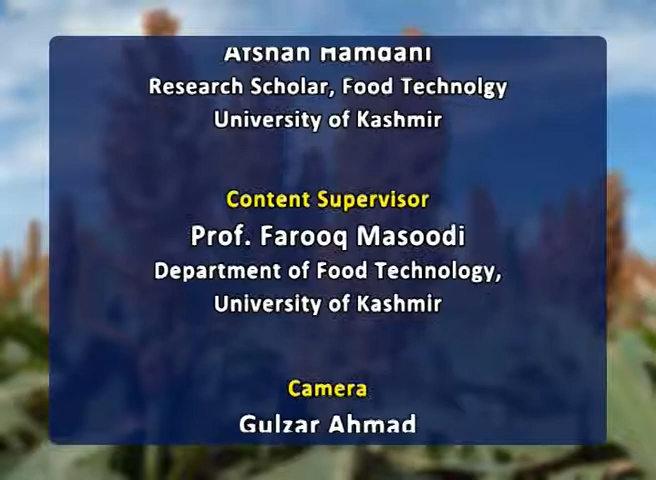 Afshan Hamdani
Research Scholar, Food Technolgy
University of Kashmir
Content Supervisor
Prof. Farooq Masoodi
Department of Food Technology,
University of Kashmir
Camera
Gulzar Ahmad